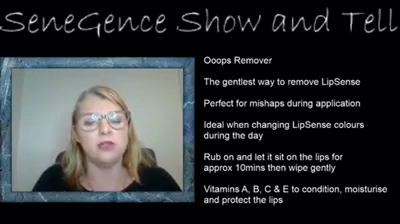 SeneGence Show and Tell
Ooops Remover
The gentlest way to remove LipSense
Perfect for mishaps during application
Ideal when changing LipSense colours
during the day
Rub on and let it sit on the lips for
approx 10mins then wipe gently
Vitamins A, B, C & E to condition, moisturise
and protect the lips